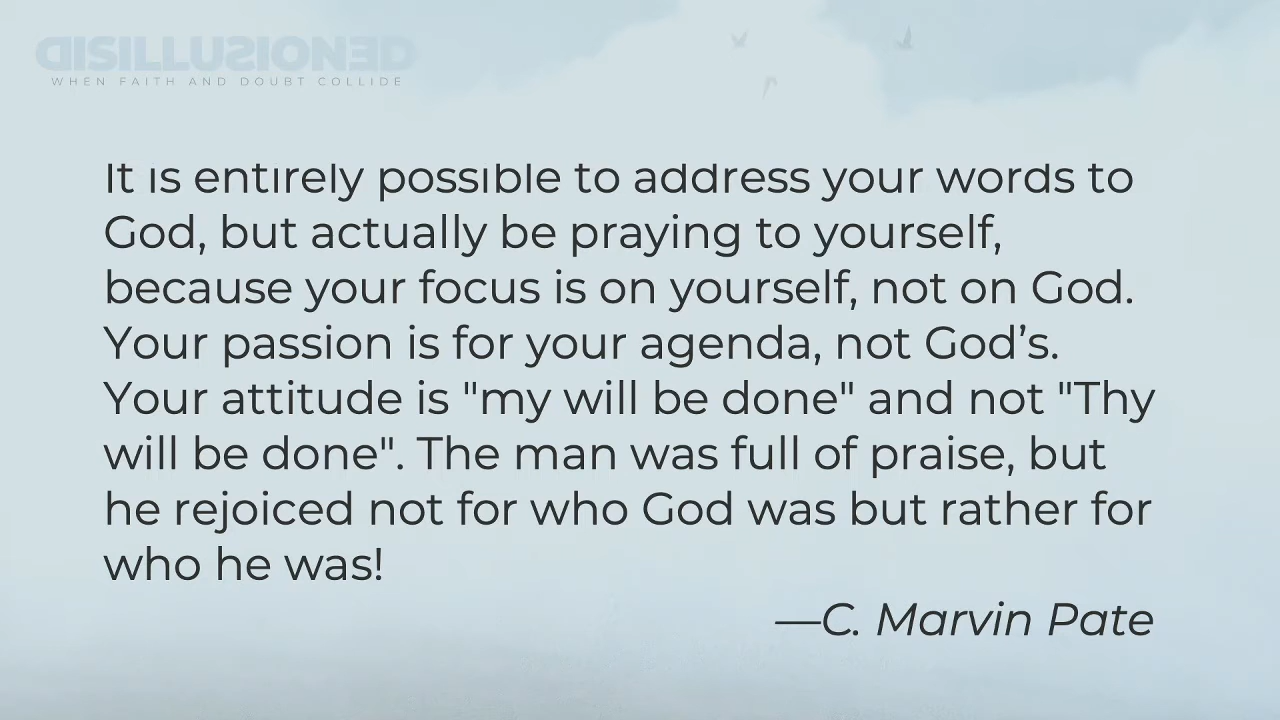 DISILLUSIONED
WHEN FAITH AND DOUBT COLLIDE
It is entirely possible to address your words to
God, but actually be praying to yourself,
because your focus is on yourself, not on God.
Your passion is for your agenda, not God’s.
Your attitude is "my will be done" and not "Thy
will be done". The man was full of praise, but
he rejoiced not for who God was but rather for
who he was!
—C. Marvin Pate